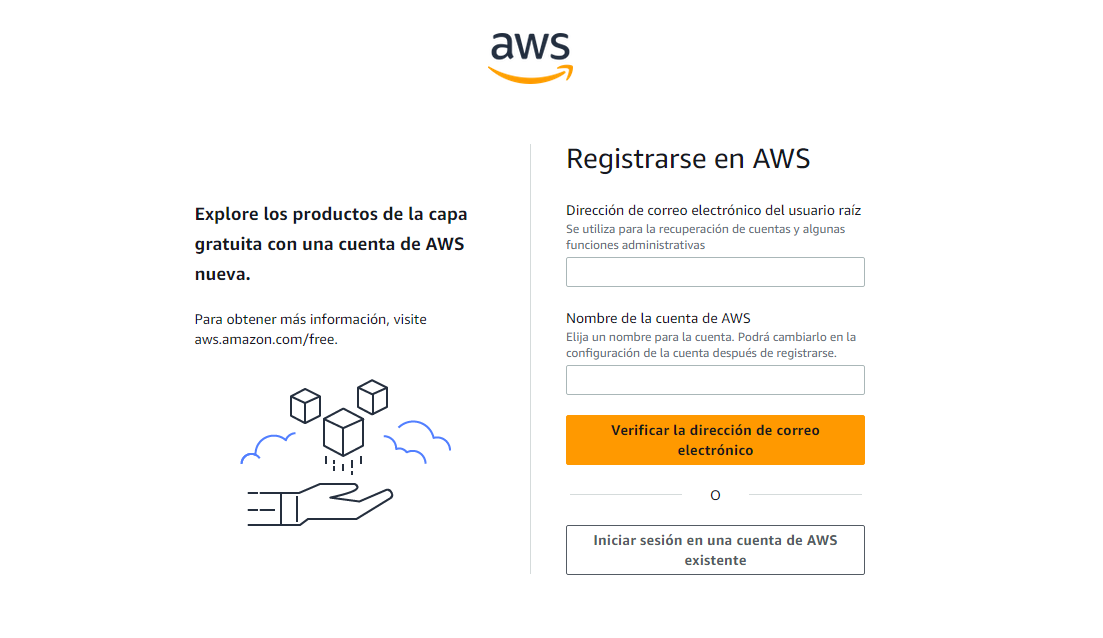 aws
Explore los productos de la capa
gratuita con una cuenta de AWS
nueva.
Para obtener más información, visite
aws.amazon.com/free.
Registrarse en AWS
Dirección de correo electrónico del usuario raíz
Se utiliza para la recuperación de cuentas y algunas
funciones administrativas
Nombre de la cuenta de AWS
Elija un nombre para la cuenta. Podrá cambiarlo en la
configuración de la cuenta después de registrarse.
Verificar la dirección de correo
electrónico
O
Iniciar sesión en una cuenta de AWS
existente